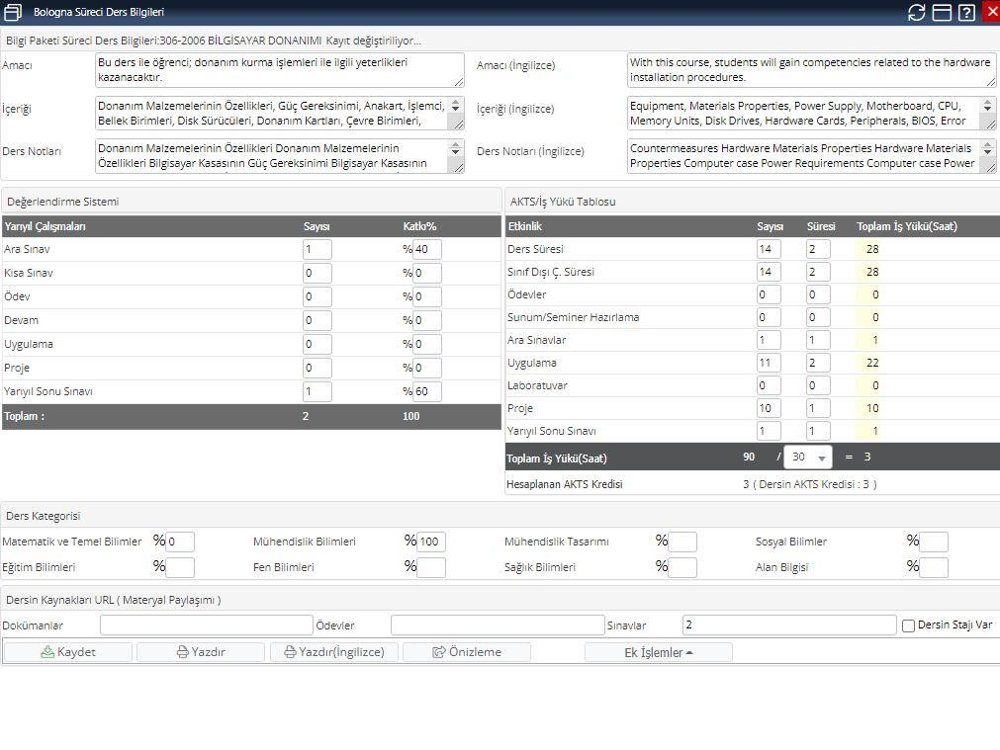 Bologna Süreci Ders Bilgileri
Bilgi Paketi Süreci Ders Bilgileri:306-2006 BİLGİSAYAR DONANIMI Kayıt değiştiriliyor...
Amacı
Bu ders ile öğrenci; donanım kurma işlemleri ile ilgili yeterlikleri
kazanacaktır.
Amacı (İngilizce)
With this course, students will gain competencies related to the hardware
installation procedures.
İçeriği
Donanım Malzemelerinin Özellikleri, Güç Gereksinimi, Anakart, İşlemci,
Bellek Birimleri, Disk Sürücüleri, Donanım Kartları, Çevre Birimleri,
İçeriği (İngilizce)
Equipment, Materials Properties, Power Supply, Motherboard, CPU,
Memory Units, Disk Drives, Hardware Cards, Peripherals, BIOS, Error
Ders Notları
Donanım Malzemelerinin Özellikleri Donanım Malzemelerinin
Özellikleri Bilgisayar Kasasının Güç Gereksinimi Bilgisayar Kasasının
Ders Notları (İngilizce)
Countermeasures Hardware Materials Properties Hardware Materials
Properties Computer case Power Requirements Computer case Power
Değerlendirme Sistemi
Yarıyıl Çalışmaları Sayısı Katkı%
Ara Sınav 1 %40
Kısa Sınav 0 %0
Ödev 0 %0
Devam 0 %0
Uygulama 0 %0
Proje 0 %0
Yarıyıl Sonu Sınavı 1 %60
Toplam : 2 100
AKTS/İş Yükü Tablosu
Etkinlik Sayısı Süresi Toplam İş Yükü(Saat)
Ders Süresi 14 2 28
Sınıf Dışı Ç. Süresi 14 2 28
Ödevler 0 0 0
Sunum/Seminer Hazırlama 0 0 0
Ara Sınavlar 1 1 1
Uygulama 11 2 22
Laboratuvar 0 0 0
Proje 10 1 10
Yarıyıl Sonu Sınavı 1 1 1
Toplam İş Yükü(Saat) 90 / 30 = 3
Hesaplanan AKTS Kredisi 3 ( Dersin AKTS Kredisi : 3 )
Ders Kategorisi
Matematik ve Temel Bilimler %0 Mühendislik Bilimleri %100 Mühendislik Tasarımı % Sosyal Bilimler %
Eğitim Bilimleri % Fen Bilimleri % Sağlık Bilimleri % Alan Bilgisi %
Dersin Kaynakları URL ( Materyal Paylaşımı )
Dokümanlar Ödevler Sınavlar 2 Dersin Stajı Var
Kaydet Yazdır Yazdır(İngilizce) Önizleme Ek İşlemler